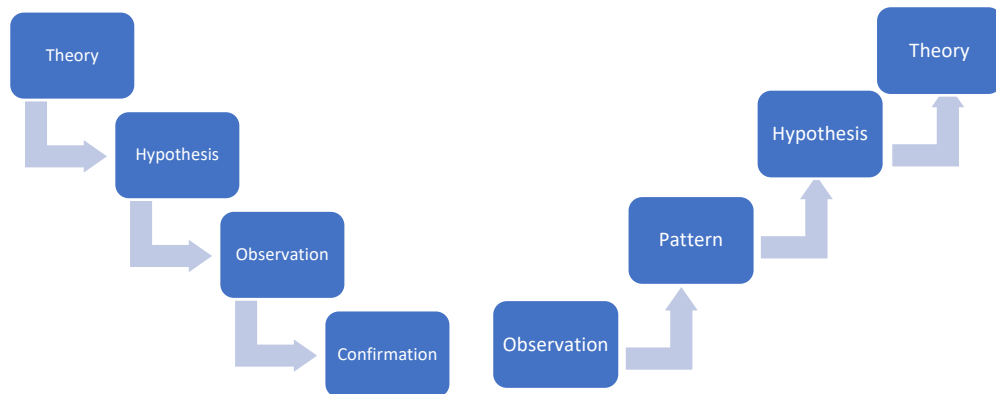 Theory
Hypothesis
Observation
Confirmation
Observation
Pattern
Hypothesis
Theory